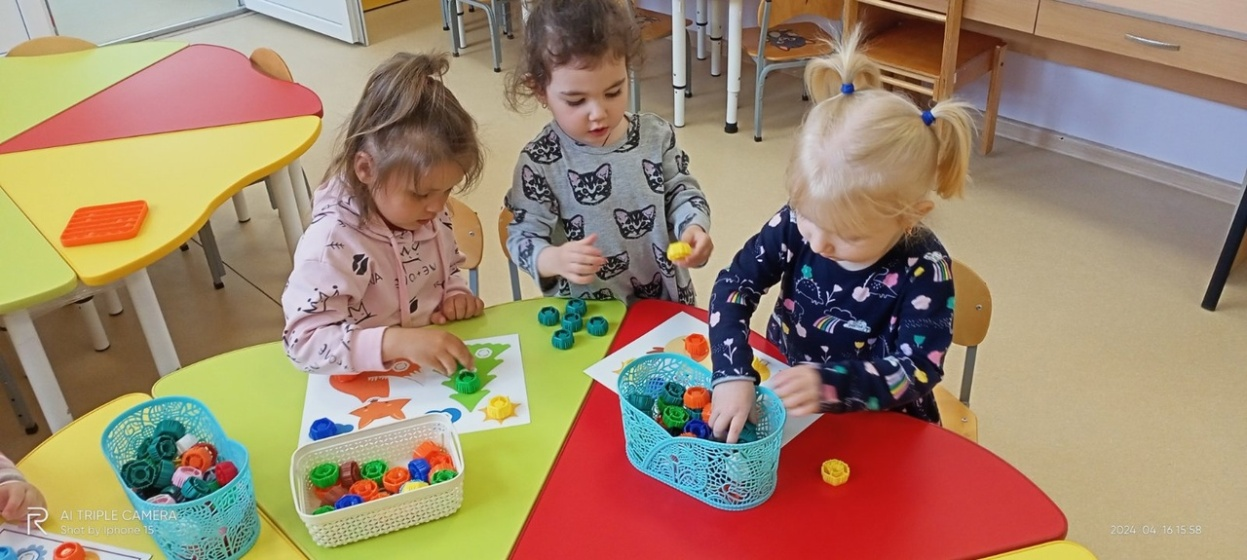 R
AI TRIPLE CAMERA
Shot by iphone 15
2024 04 16.15 58